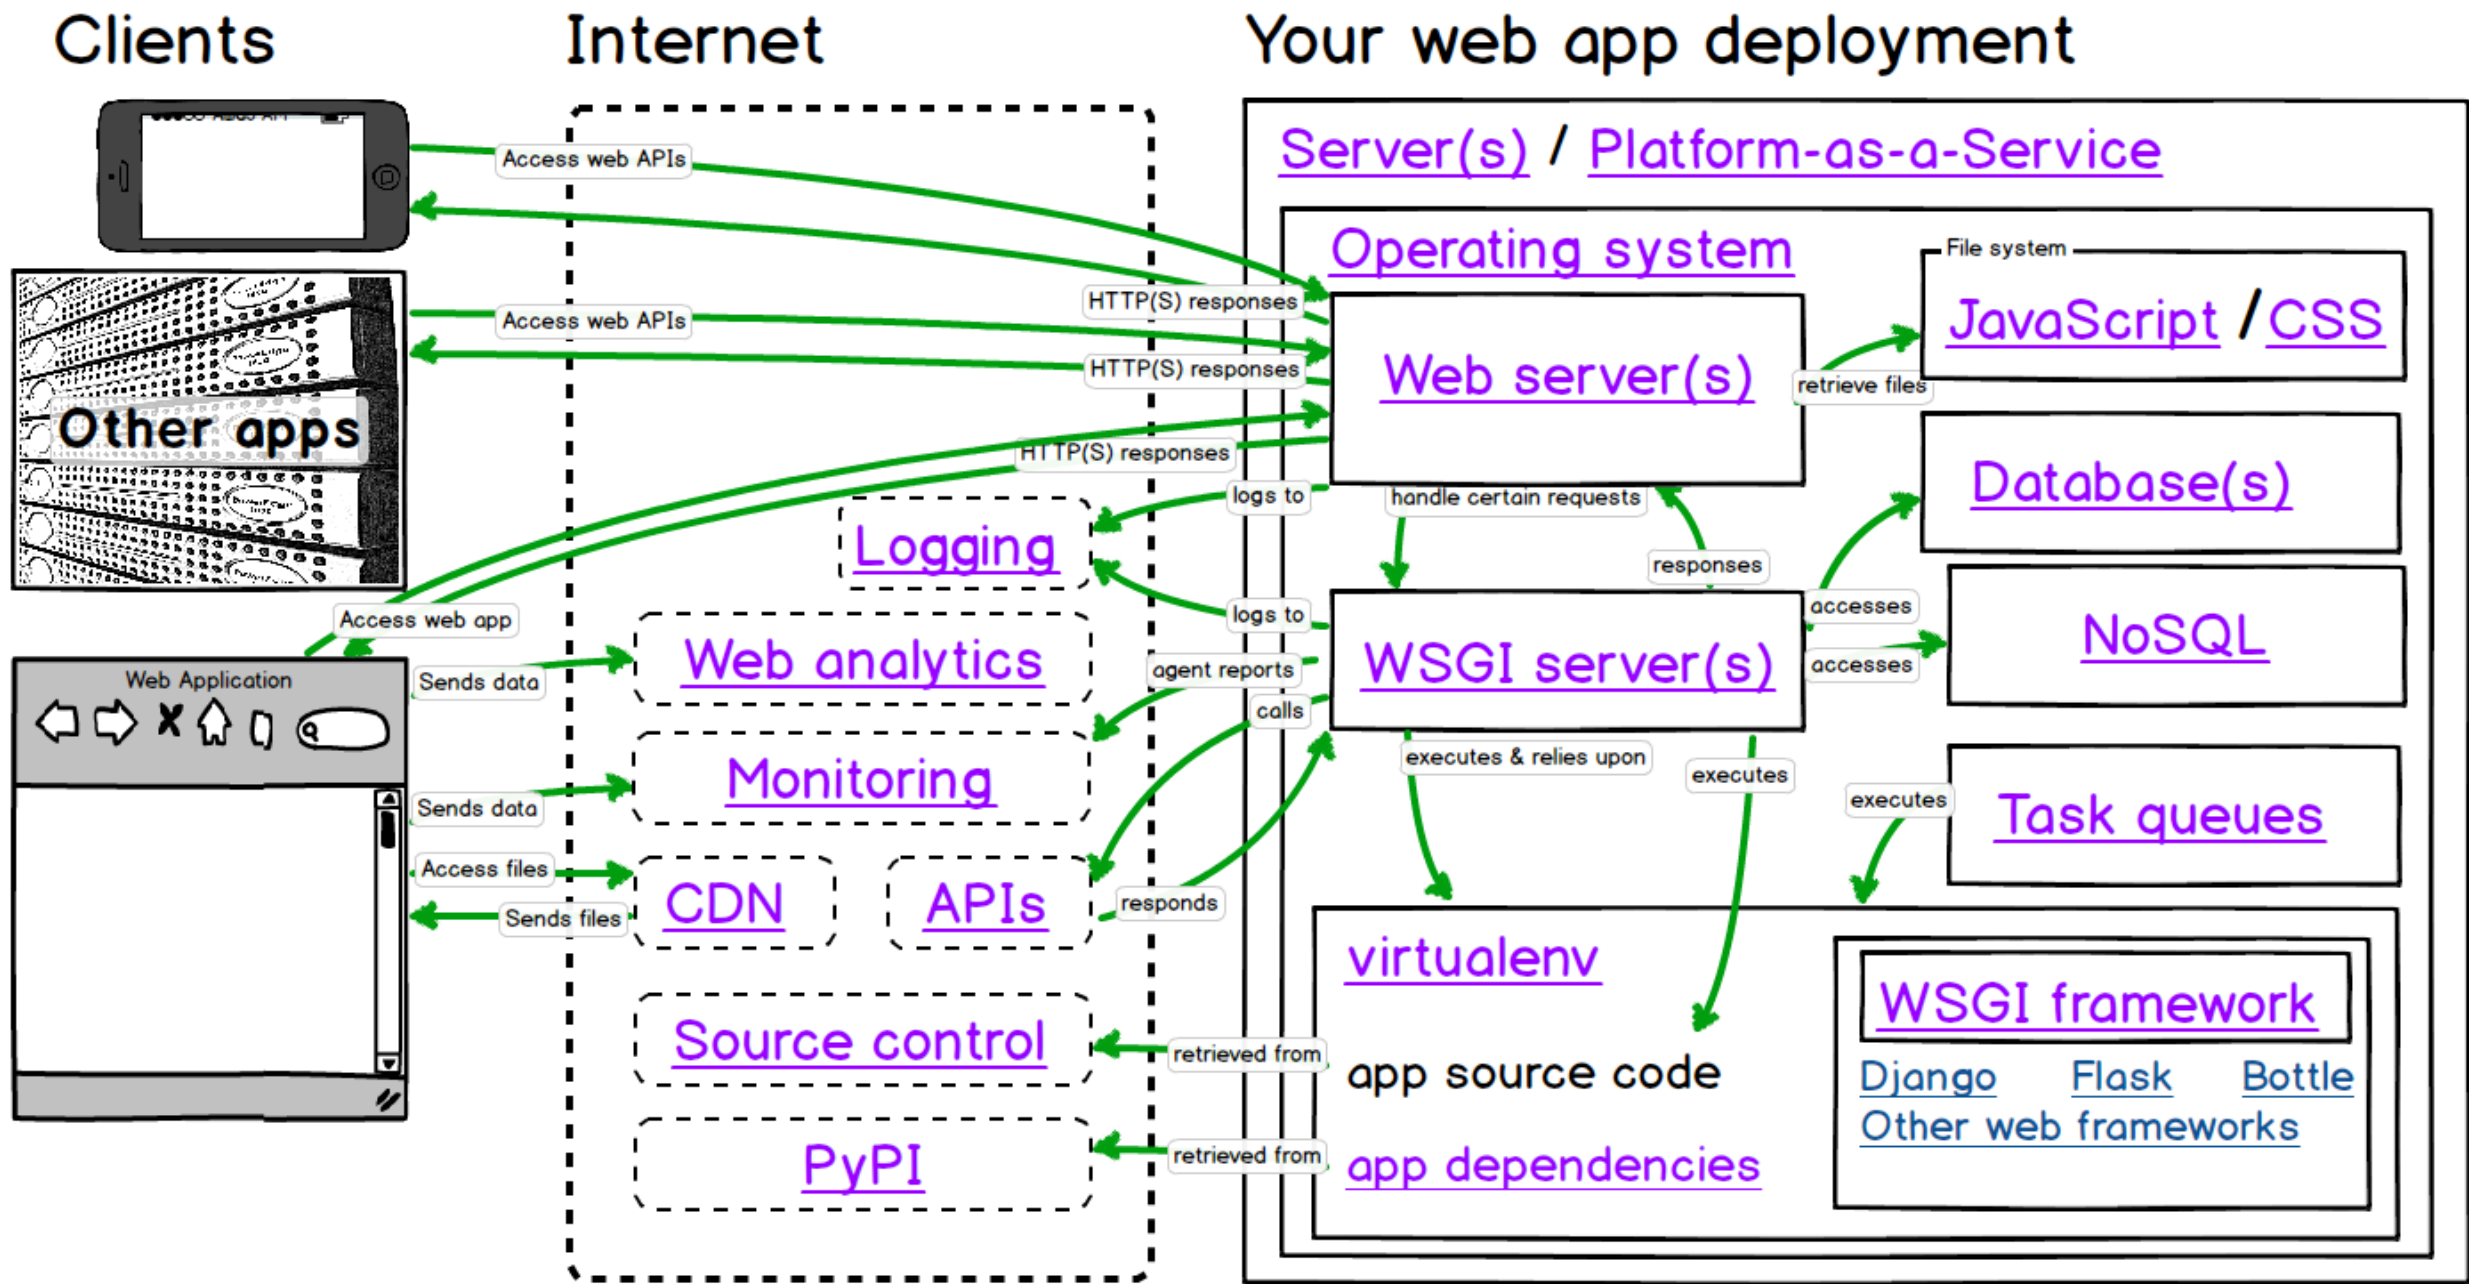 Clients
Internet
Your web app deployment
Server(s) / Platform-as-a-Service
Access web APIs
Operating system
File system
JavaScript / CSS
HTTP(S) responses
Access web APIs
Web server(s)
HTTP(S) responses
retrieve files
Other apps
HTTP(S) responses
Database(s)
logs to
handle certain requests
Logging
responses
Access web app
logs to
accesses
NoSQL
Web analytics
WSGI server(s)
accesses
agent reports
Web Application
Sends data
calls
executes & relies upon
executes
Monitoring
Sends data
executes
Task queues
Access files
CDN
APIs
responds
Sends files
virtualenv
WSGI framework
Source control
retrieved from
app source code
Django Flask Bottle
Other web frameworks
PyPI
retrieved from
app dependencies